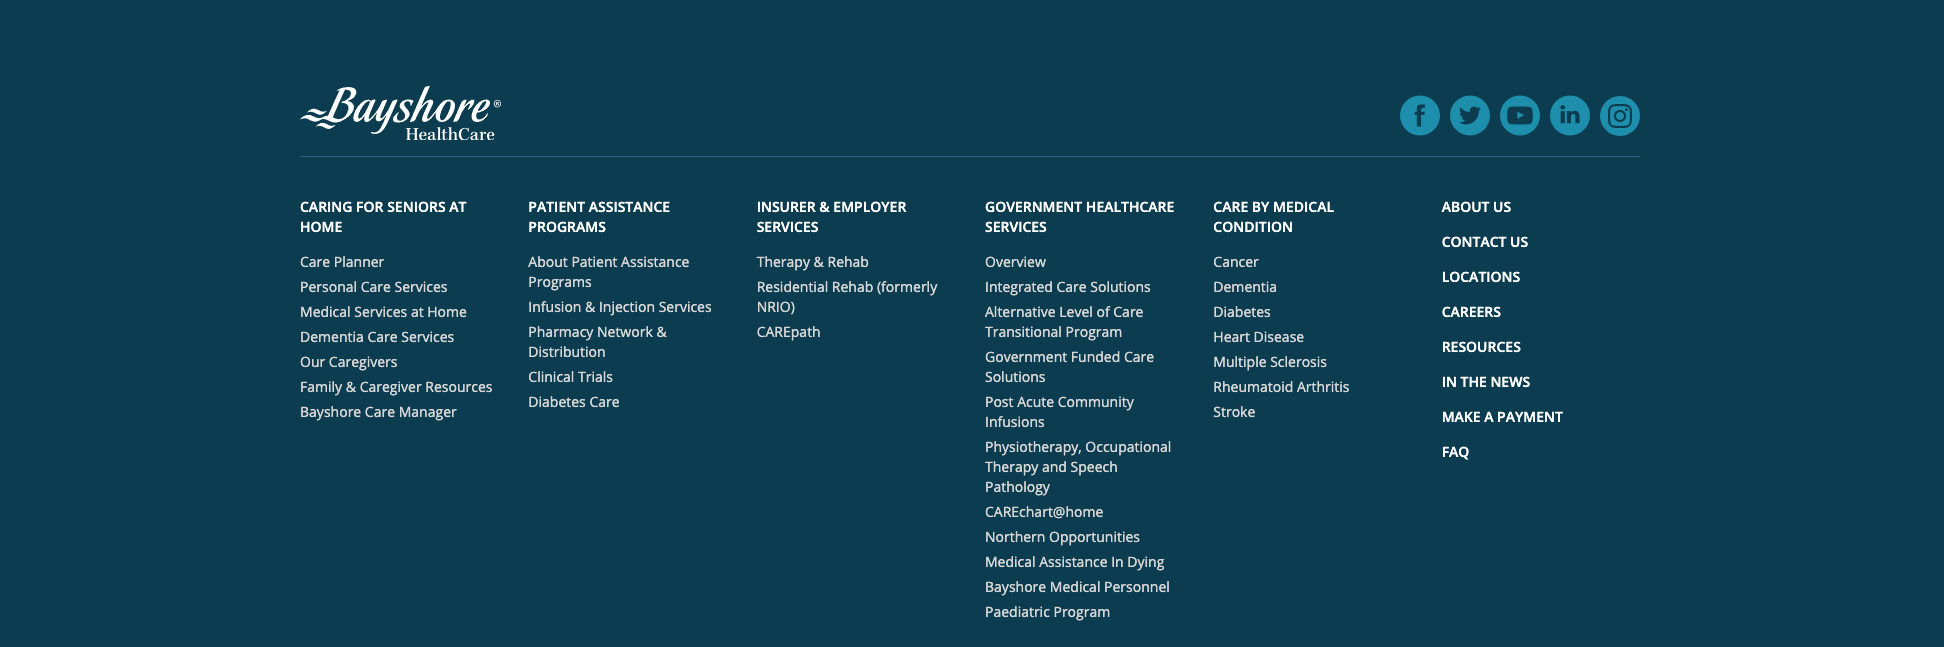 Bayshore®
HealthCare
CARING FOR SENIORS AT
HOME
Care Planner
Personal Care Services
Medical Services at Home
Dementia Care Services
Our Caregivers
Family & Caregiver Resources
Bayshore Care Manager
PATIENT ASSISTANCE
PROGRAMS
About Patient Assistance
Programs
Infusion & Injection Services
Pharmacy Network &
Distribution
Clinical Trials
Diabetes Care
INSURER & EMPLOYER
SERVICES
Therapy & Rehab
Residential Rehab (formerly
NRIO)
CAREpath
GOVERNMENT HEALTHCARE
SERVICES
Overview
Integrated Care Solutions
Alternative Level of Care
Transitional Program
Government Funded Care
Solutions
Post Acute Community
Infusions
Physiotherapy, Occupational
Therapy and Speech
Pathology
CAREchart@home
Northern Opportunities
Medical Assistance In Dying
Bayshore Medical Personnel
Paediatric Program
CARE BY MEDICAL
CONDITION
Cancer
Dementia
Diabetes
Heart Disease
Multiple Sclerosis
Rheumatoid Arthritis
Stroke
ABOUT US
CONTACT US
LOCATIONS
CAREERS
RESOURCES
IN THE NEWS
MAKE A PAYMENT
FAQ